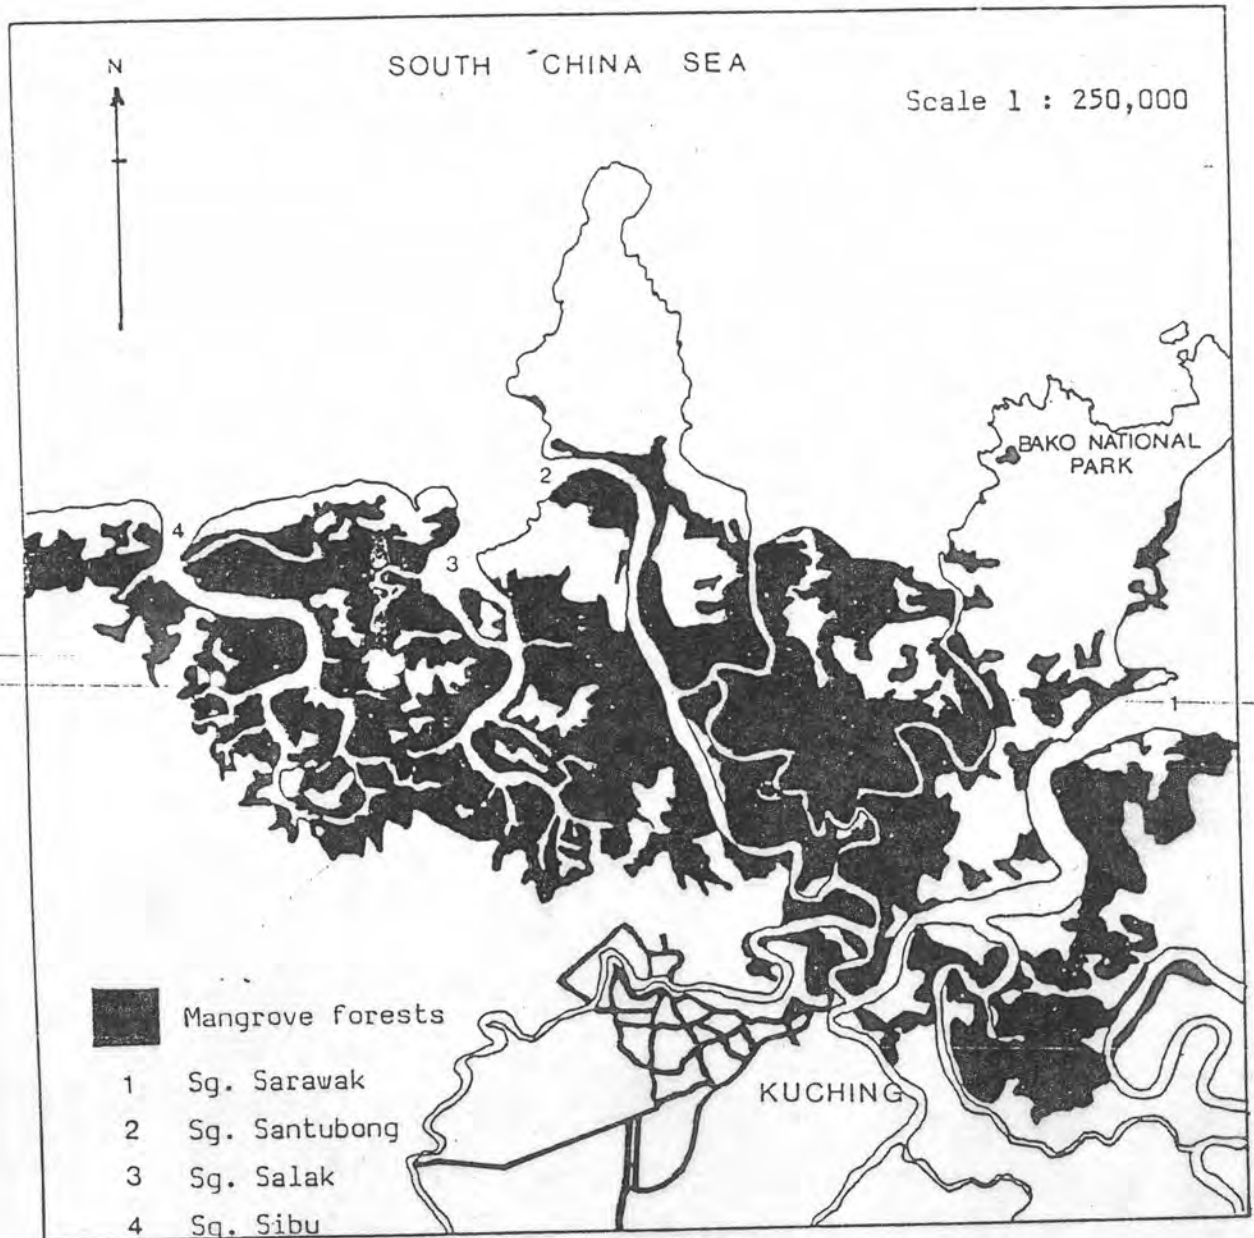 SOUTH CHINA SEA
N
Scale 1 : 250,000
BAKO NATIONAL
PARK
2
4
3
1
Mangrove forests
1 Sg. Sarawak
2 Sg. Santubong
3 Sg. Salak
4 Sg. Sibu
KUCHING